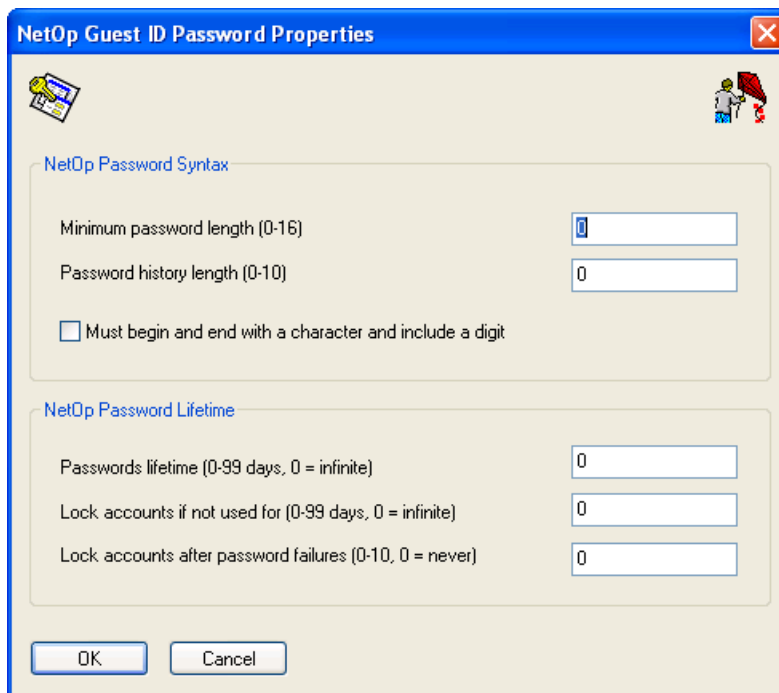 NetOp Guest ID Password Properties
NetOp Password Syntax
Minimum password length (0-16) 0
Password history length (0-10) 0
Must begin and end with a character and include a digit
NetOp Password Lifetime
Passwords lifetime (0-99 days, 0 = infinite) 0
Lock accounts if not used for (0-99 days, 0 = infinite) 0
Lock accounts after password failures (0-10, 0 = never) 0
OK Cancel